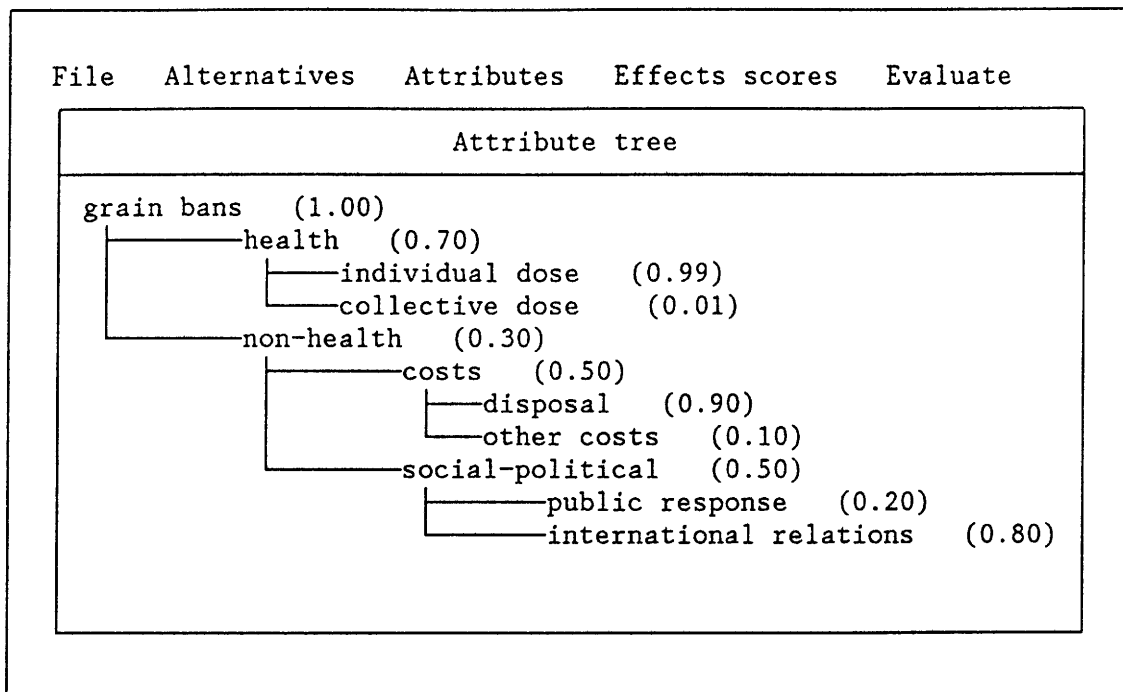 File Alternatives Attributes Effects scores Evaluate
Attribute tree
grain bans (1.00)
health (0.70)
individual dose (0.99)
collective dose (0.01)
non-health (0.30)
costs (0.50)
disposal (0.90)
other costs (0.10)
social-political (0.50)
public response (0.20)
international relations (0.80)